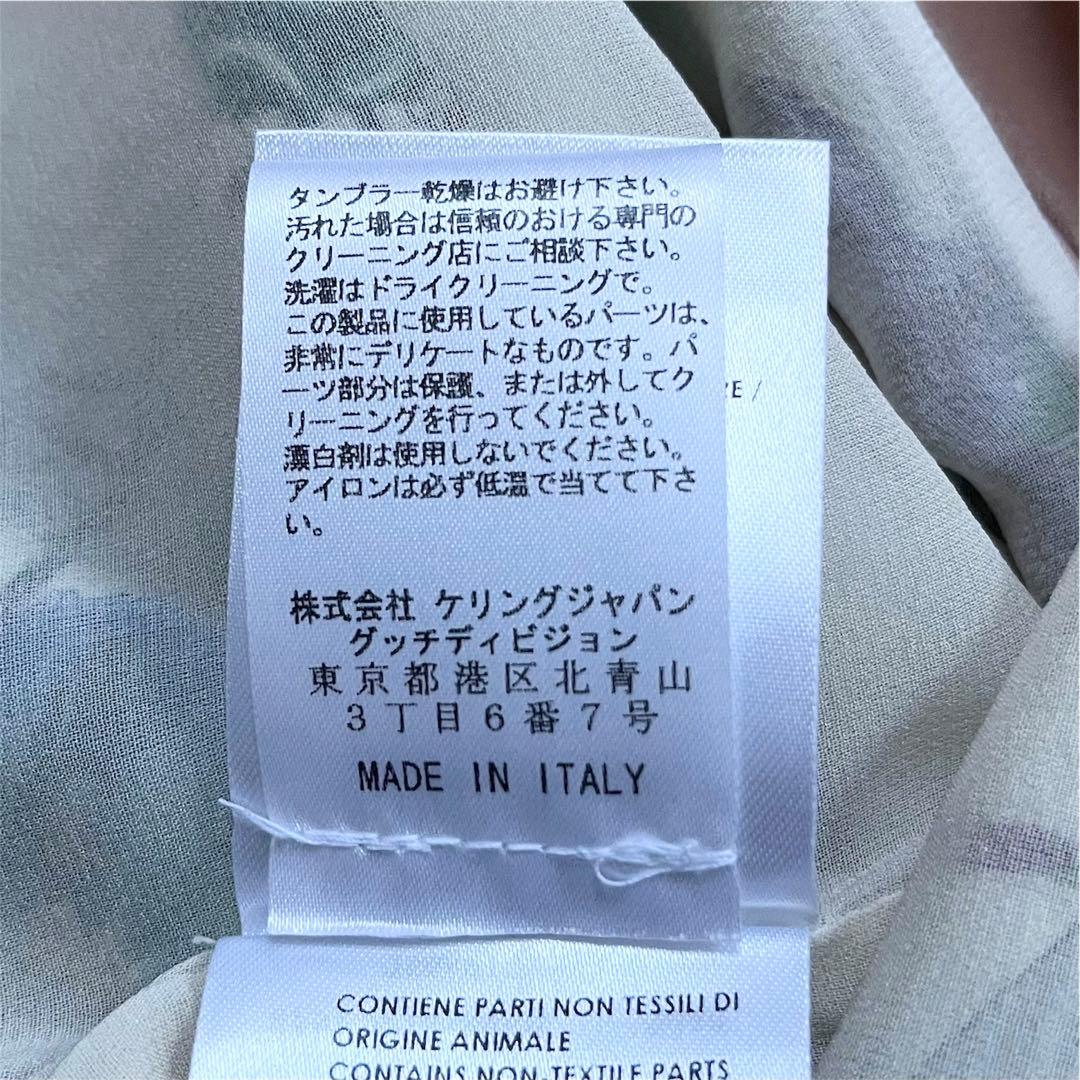 タンブラー乾燥はお避け下さい。
汚れた場合は信頼のおける専門の
クリーニング店にご相談下さい。
洗濯はドライクリーニングで。
この製品に使用しているパーツは、
非常にデリケートなものです。パ
ーツ部分は保護、または外してク
リーニングを行ってください。
漂白剤は使用しないでください。
アイロンは必ず低温で当てて下さ
い。
株式会社 ケリングジャパン
グッチディビジョン
東京都港区北青山
3丁目6番7号
MADE IN ITALY
CONTIENE PARTI NON TESSILI DI
ORIGINE ANIMALE
CONTAINS NON-TEXTILE PARTS